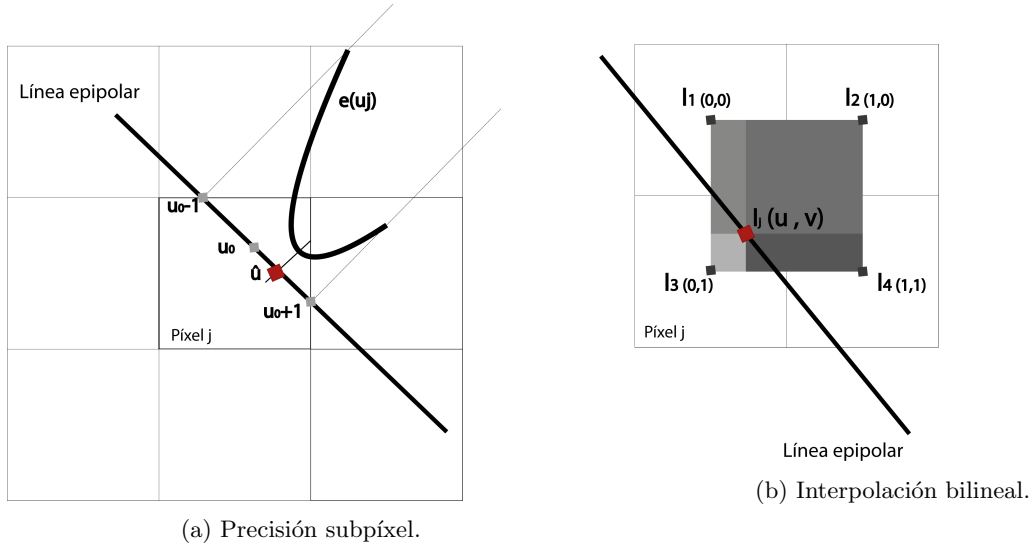 Línea epipolar
e(uj)
u₀-1
u₀
û
u₀+1
Píxel j
(a) Precisión subpíxel.
I₁ (0,0)
I₂ (1,0)
Iⱼ (u , v)
I₃ (0,1)
I₄ (1,1)
Píxel j
Línea epipolar
(b) Interpolación bilineal.